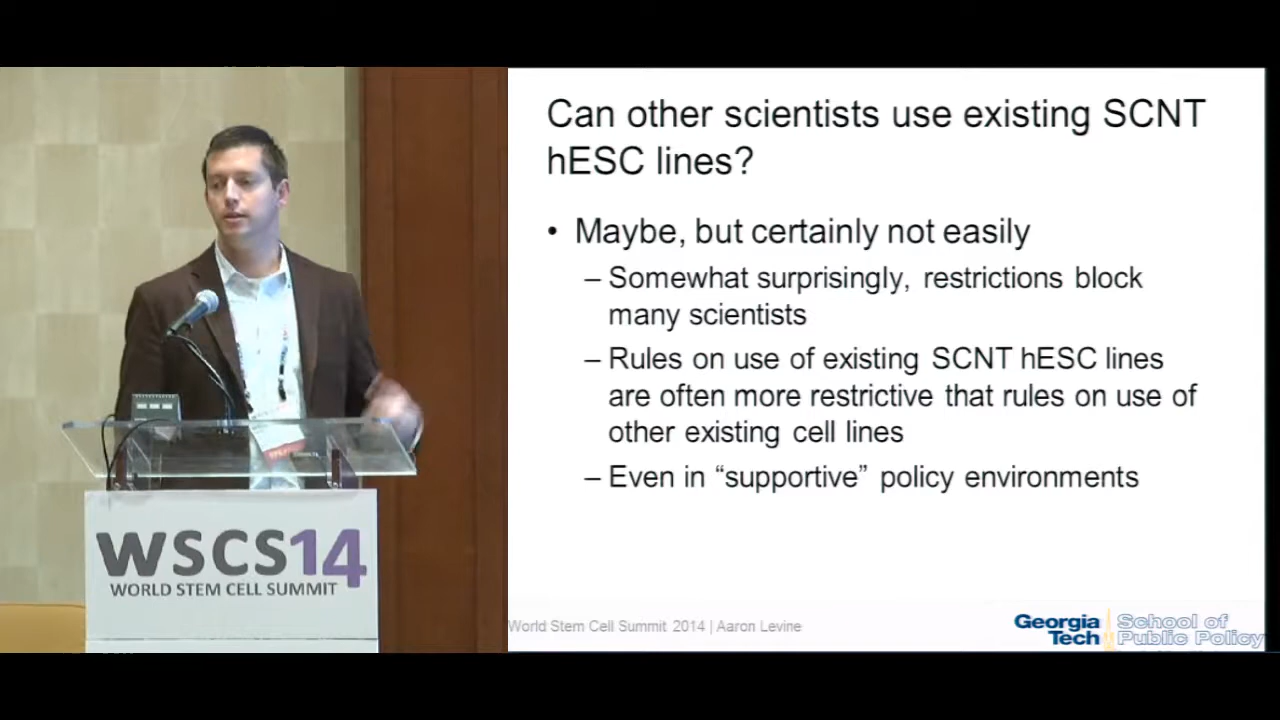 Can other scientists use existing SCNT
hESC lines?
• Maybe, but certainly not easily
– Somewhat surprisingly, restrictions block
many scientists
– Rules on use of existing SCNT hESC lines
are often more restrictive that rules on use of
other existing cell lines
– Even in “supportive” policy environments
WSCS14
WORLD STEM CELL SUMMIT
World Stem Cell Summit 2014 | Aaron Levine
Georgia
Tech
School of
Public Policy